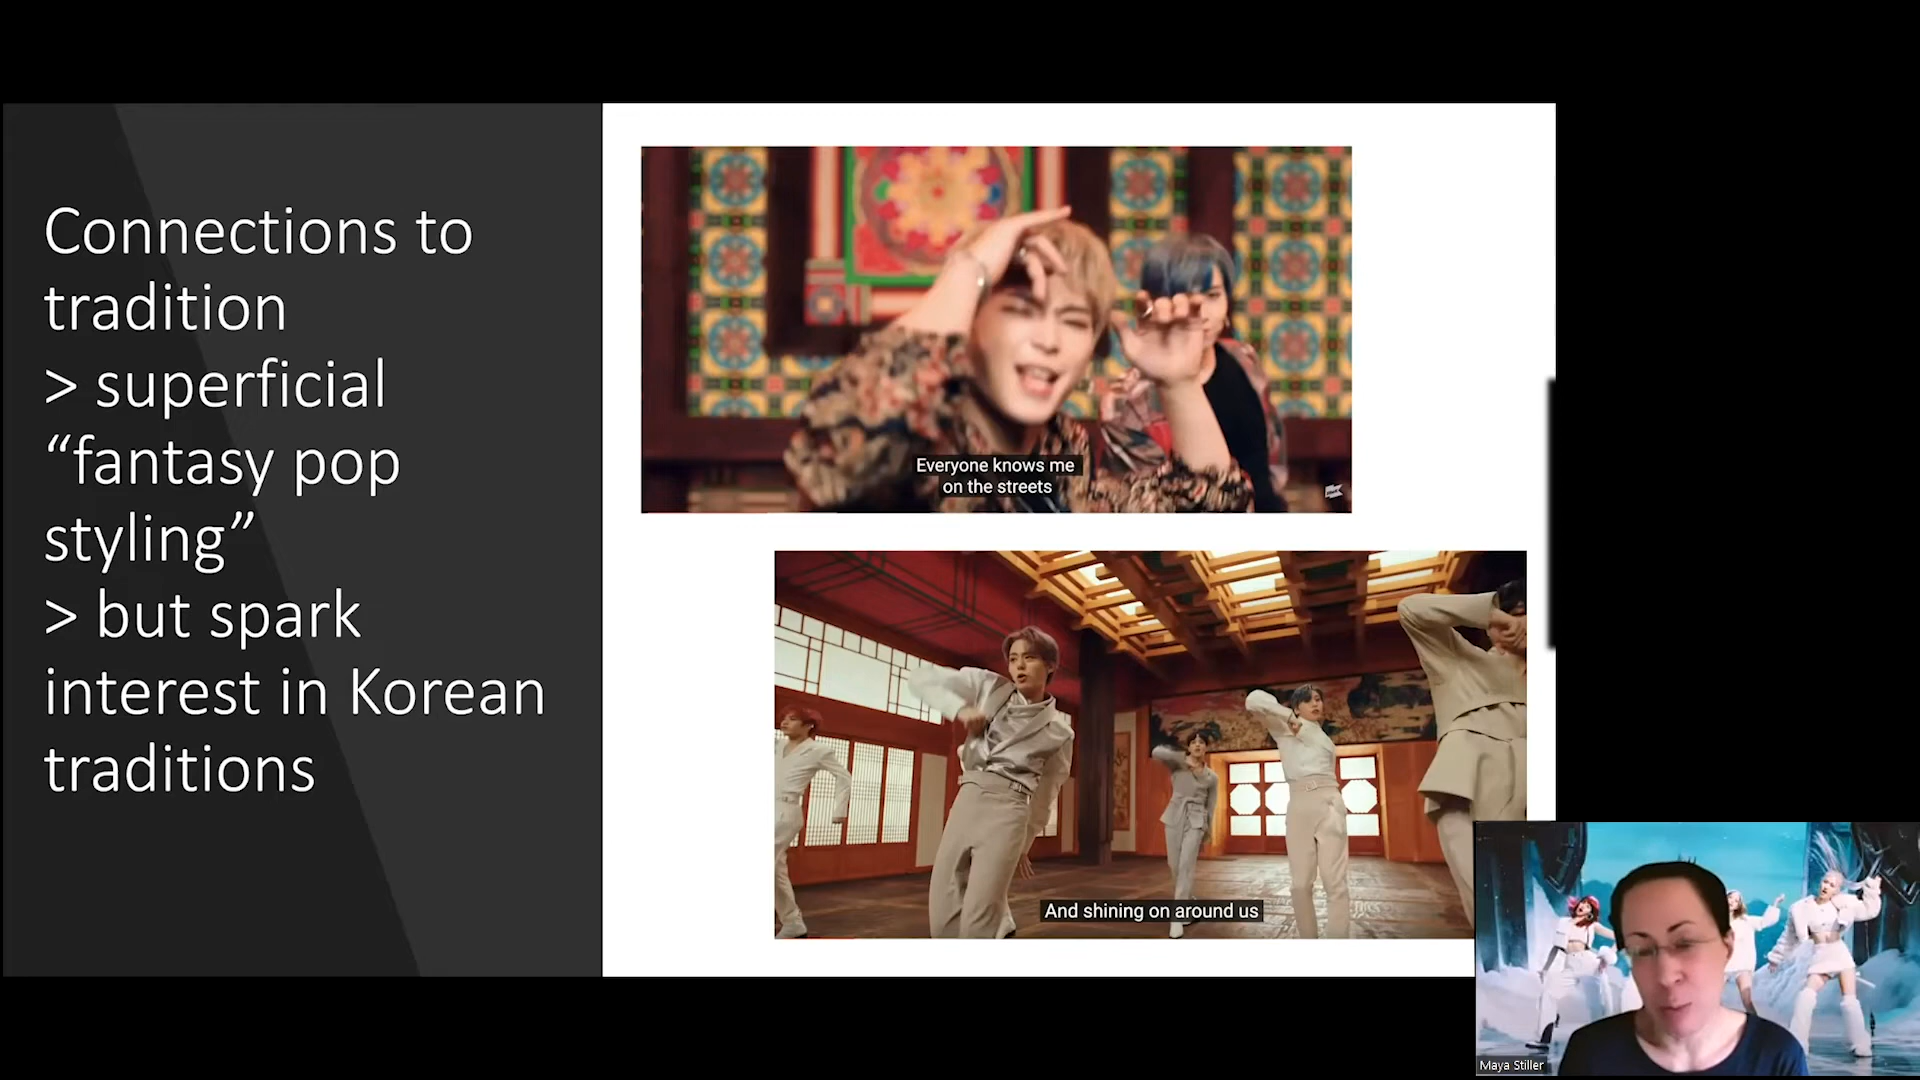 Connections to
tradition
> superficial
“fantasy pop
styling”
> but spark
interest in Korean
traditions
Everyone knows me
on the streets
And shining on around us
Maya Stiller